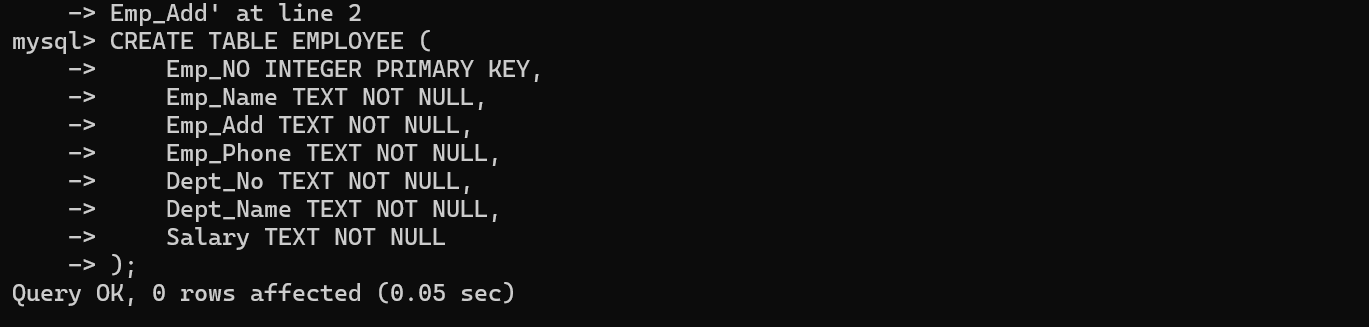 -> Emp_Add' at line 2
mysql> CREATE TABLE EMPLOYEE (
    ->     Emp_NO INTEGER PRIMARY KEY,
    ->     Emp_Name TEXT NOT NULL,
    ->     Emp_Add TEXT NOT NULL,
    ->     Emp_Phone TEXT NOT NULL,
    ->     Dept_No TEXT NOT NULL,
    ->     Dept_Name TEXT NOT NULL,
    ->     Salary TEXT NOT NULL
    -> );
Query OK, 0 rows affected (0.05 sec)